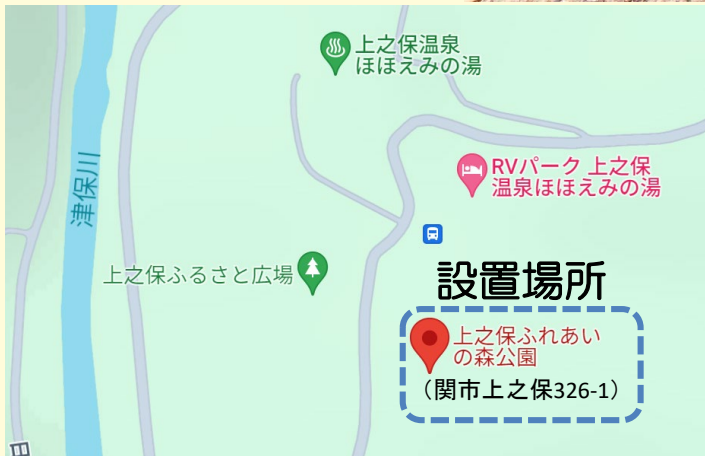 上之保温泉
ほほえみの湯
RVパーク 上之保
温泉ほほえみの湯
津保川
上之保ふるさと広場
設置場所
上之保ふれあい
の森公園
（関市上之保326-1）